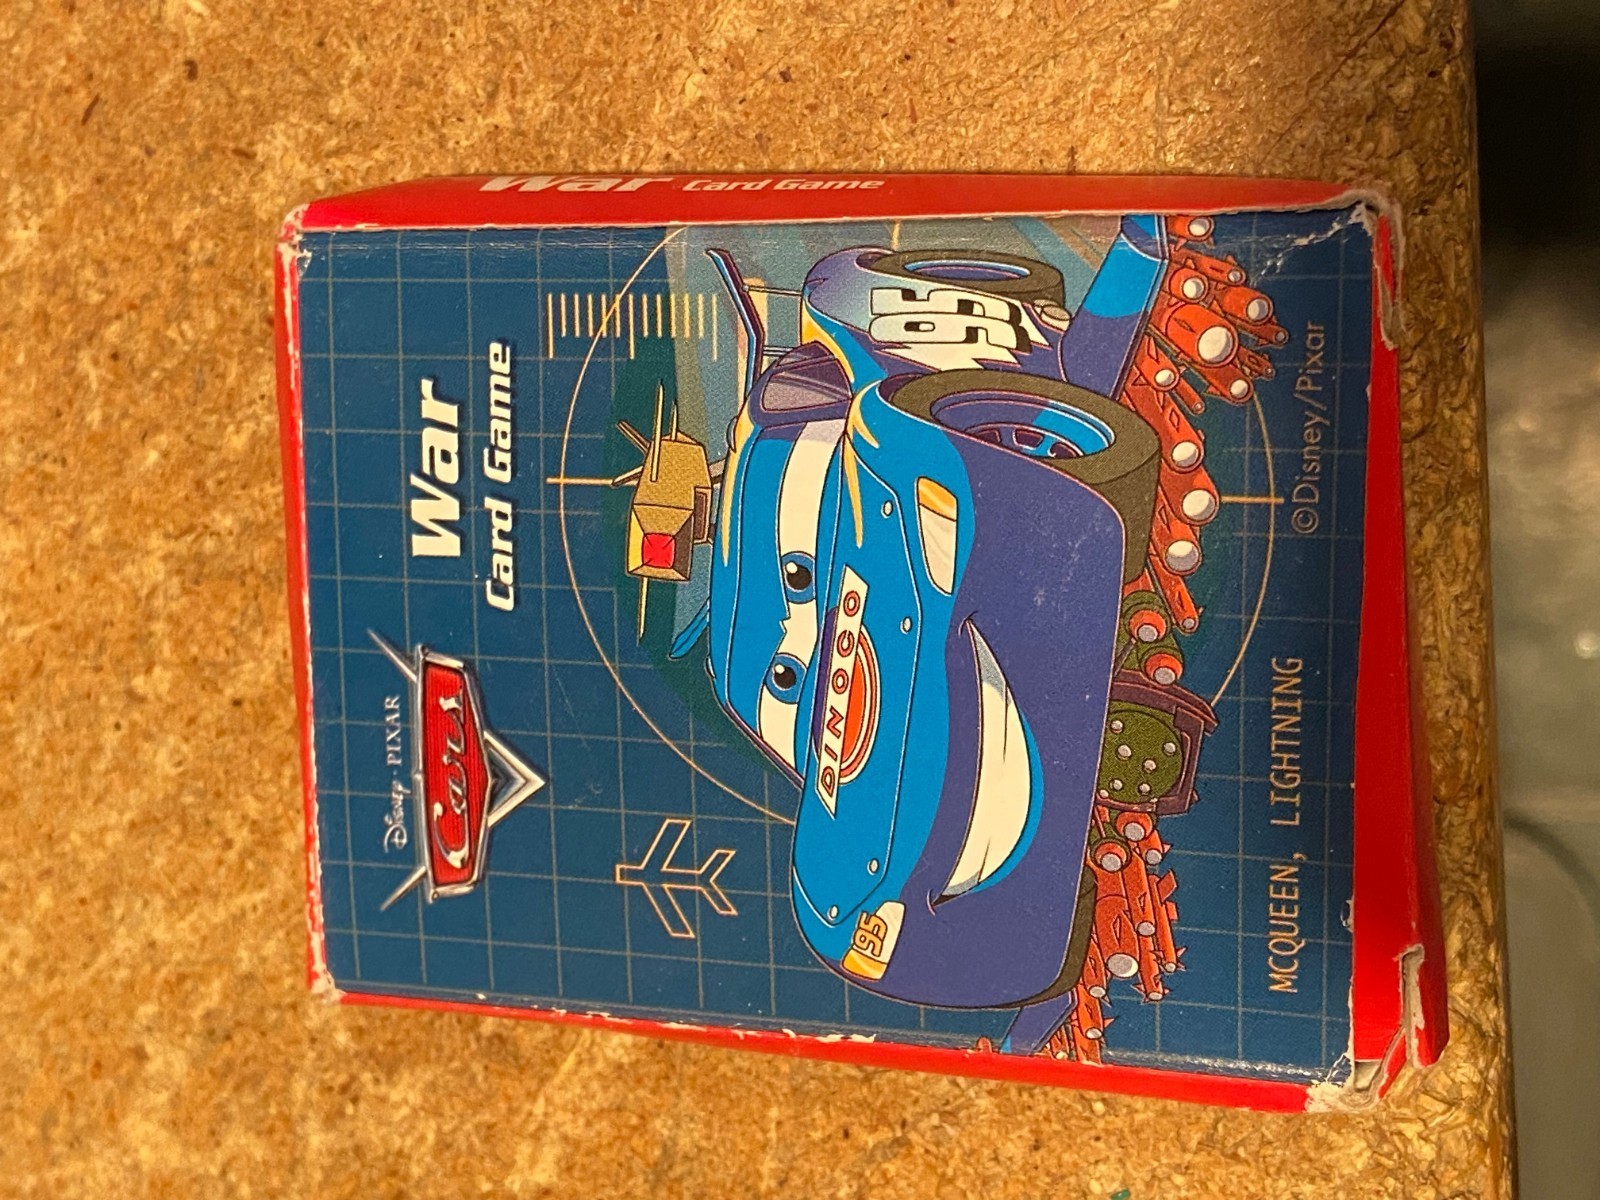 War Card Game
Disney · PIXAR
Cars
War
Card Game
DINOCO
95
95
MCQUEEN, LIGHTNING
©Disney/Pixar